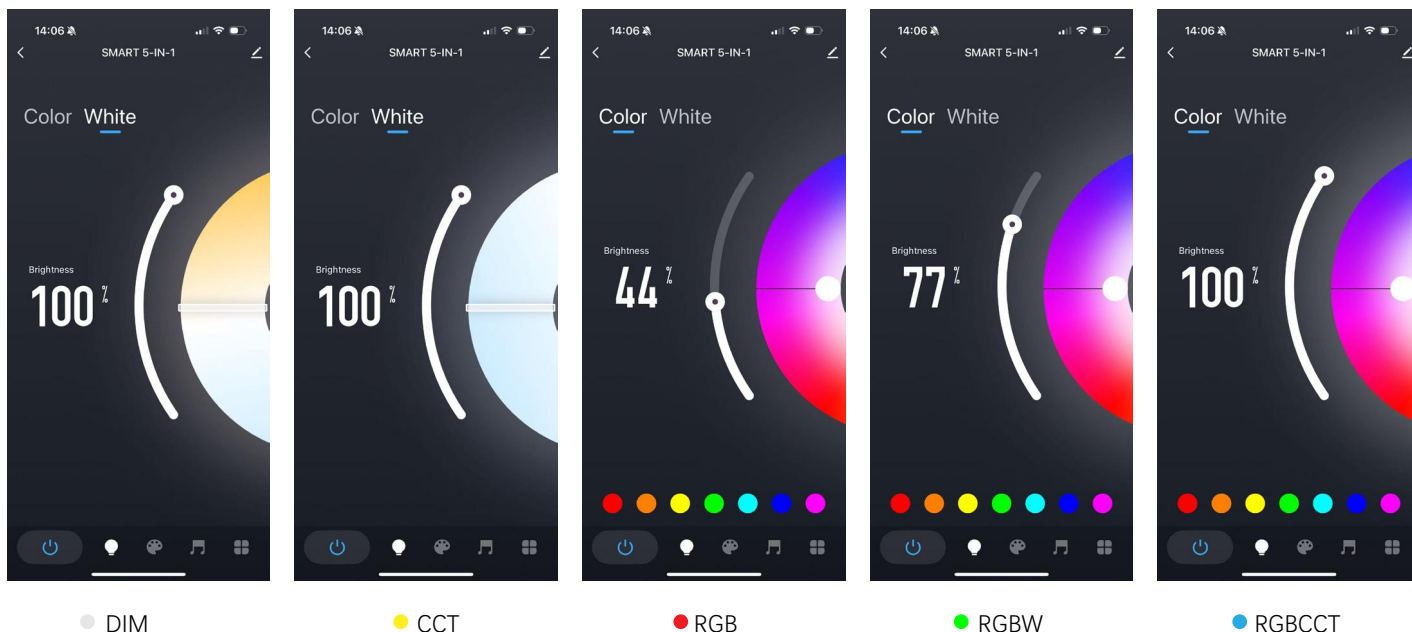 14:06
SMART 5-IN-1
Color White
Brightness
100 %
DIM
14:06
SMART 5-IN-1
Color White
Brightness
100 %
CCT
14:06
SMART 5-IN-1
Color White
Brightness
44 %
RGB
14:06
SMART 5-IN-1
Color White
Brightness
77 %
RGBW
14:06
SMART 5-IN-1
Color White
Brightness
100 %
RGBCCT